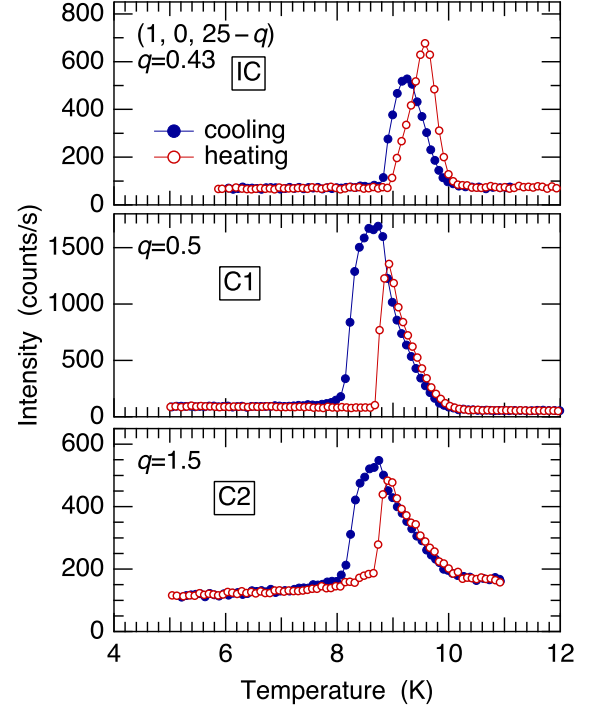 800
600
400
200
0
(1, 0, 25−q)
q=0.43
IC
cooling
heating
1500
1000
500
0
q=0.5
C1
600
400
200
0
q=1.5
C2
4
6
8
10
12
Intensity (counts/s)
Temperature (K)